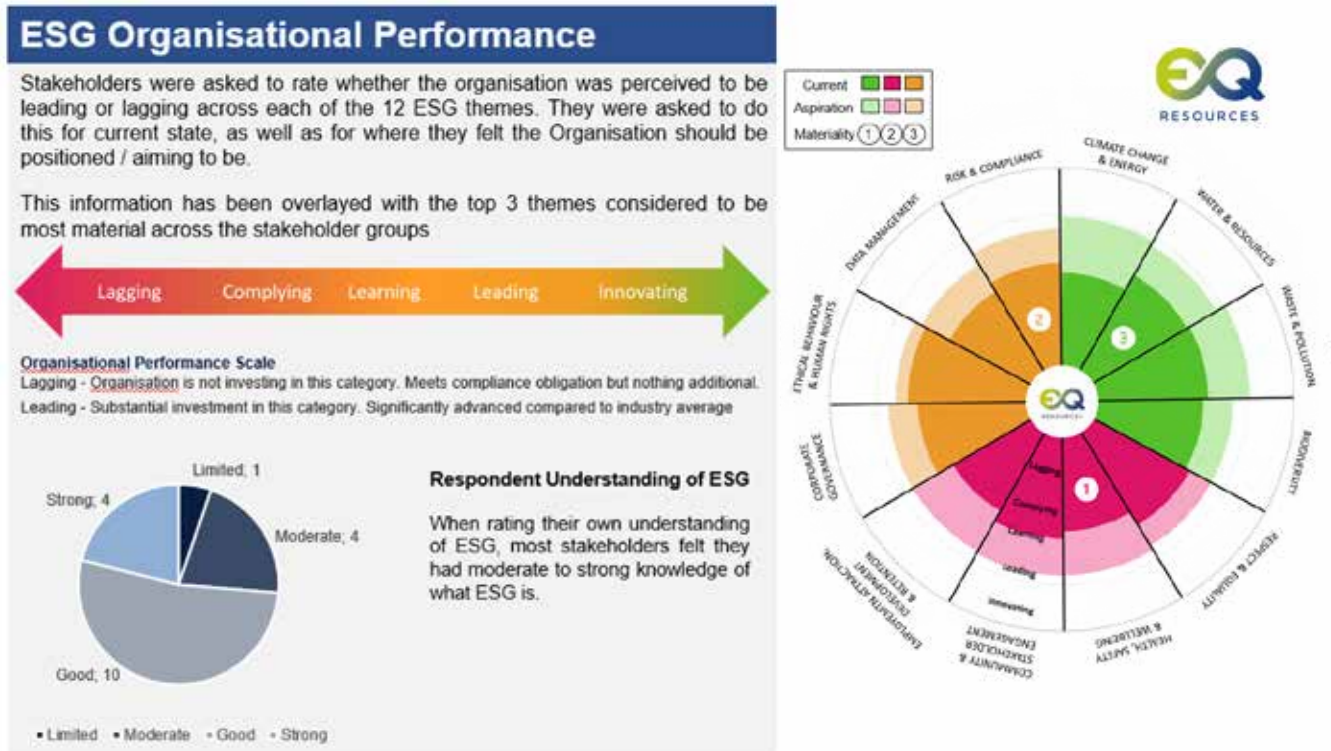 ESG Organisational Performance
Stakeholders were asked to rate whether the organisation was perceived to be
leading or lagging across each of the 12 ESG themes. They were asked to do
this for current state, as well as for where they felt the Organisation should be
positioned / aiming to be.
This information has been overlayed with the top 3 themes considered to be
most material across the stakeholder groups
Lagging Complying Learning Leading Innovating
Organisational Performance Scale
Lagging - Organisation is not investing in this category. Meets compliance obligation but nothing additional.
Leading - Substantial investment in this category. Significantly advanced compared to industry average
Limited; 1
Strong; 4
Moderate; 4
Good; 10
Limited Moderate Good Strong
Respondent Understanding of ESG
When rating their own understanding
of ESG, most stakeholders felt they
had moderate to strong knowledge of
what ESG is.
Current
Aspiration
Materiality 1 2 3
EQ
RESOURCES
RISK & COMPLIANCE
CLIMATE CHANGE
& ENERGY
WATER & RESOURCES
WASTE & POLLUTION
BIODIVERSITY
RESPECT & EQUALITY
HEALTH, SAFETY
& WELLBEING
COMMUNITY &
STAKEHOLDER
ENGAGEMENT
DEVELOPMENT
& RETENTION
CORPORATE
GOVERNANCE
ETHICAL BEHAVIOUR
& HUMAN RIGHTS
DATA MANAGEMENT
2
3
1
EQ
RESOURCES
Lagging
Complying
Learning